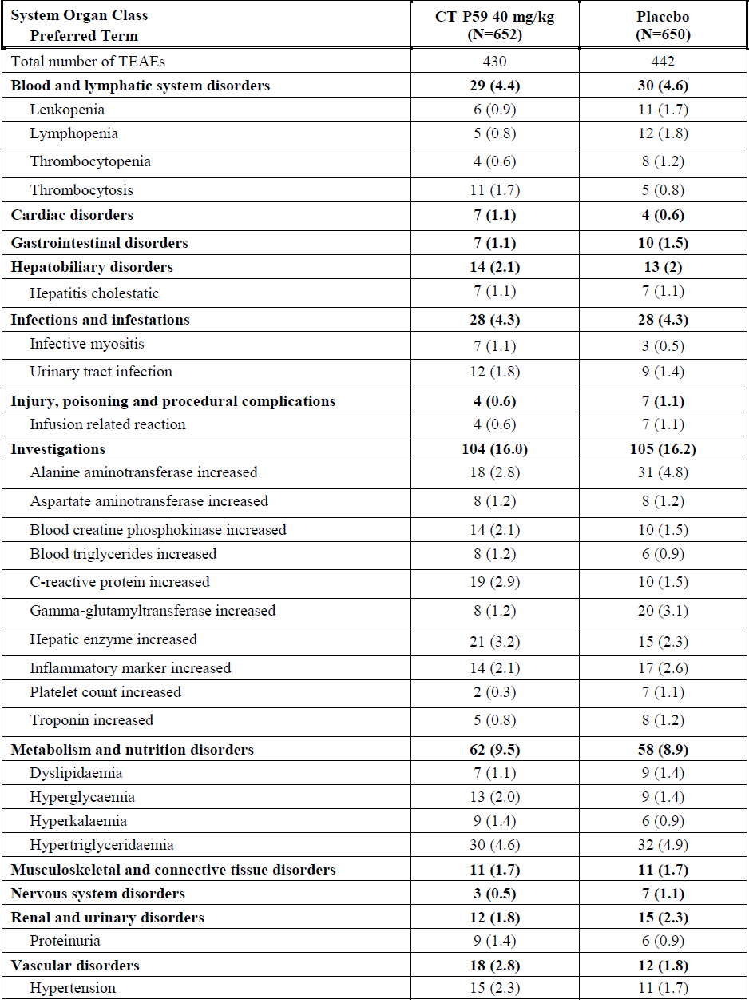 System Organ Class CT-P59 40 mg/kg Placebo
Preferred Term (N=652) (N=650)
Total number of TEAEs 430 442
Blood and lymphatic system disorders 29 (4.4) 30 (4.6)
Leukopenia 6 (0.9) 11 (1.7)
Lymphopenia 5 (0.8) 12 (1.8)
Thrombocytopenia 4 (0.6) 8 (1.2)
Thrombocytosis 11 (1.7) 5 (0.8)
Cardiac disorders 7 (1.1) 4 (0.6)
Gastrointestinal disorders 7 (1.1) 10 (1.5)
Hepatobiliary disorders 14 (2.1) 13 (2)
Hepatitis cholestatic 7 (1.1) 7 (1.1)
Infections and infestations 28 (4.3) 28 (4.3)
Infective myositis 7 (1.1) 3 (0.5)
Urinary tract infection 12 (1.8) 9 (1.4)
Injury, poisoning and procedural complications 4 (0.6) 7 (1.1)
Infusion related reaction 4 (0.6) 7 (1.1)
Investigations 104 (16.0) 105 (16.2)
Alanine aminotransferase increased 18 (2.8) 31 (4.8)
Aspartate aminotransferase increased 8 (1.2) 8 (1.2)
Blood creatine phosphokinase increased 14 (2.1) 10 (1.5)
Blood triglycerides increased 8 (1.2) 6 (0.9)
C-reactive protein increased 19 (2.9) 10 (1.5)
Gamma-glutamyltransferase increased 8 (1.2) 20 (3.1)
Hepatic enzyme increased 21 (3.2) 15 (2.3)
Inflammatory marker increased 14 (2.1) 17 (2.6)
Platelet count increased 2 (0.3) 7 (1.1)
Troponin increased 5 (0.8) 8 (1.2)
Metabolism and nutrition disorders 62 (9.5) 58 (8.9)
Dyslipidaemia 7 (1.1) 9 (1.4)
Hyperglycaemia 13 (2.0) 9 (1.4)
Hyperkalaemia 9 (1.4) 6 (0.9)
Hypertriglyceridaemia 30 (4.6) 32 (4.9)
Musculoskeletal and connective tissue disorders 11 (1.7) 11 (1.7)
Nervous system disorders 3 (0.5) 7 (1.1)
Renal and urinary disorders 12 (1.8) 15 (2.3)
Proteinuria 9 (1.4) 6 (0.9)
Vascular disorders 18 (2.8) 12 (1.8)
Hypertension 15 (2.3) 11 (1.7)